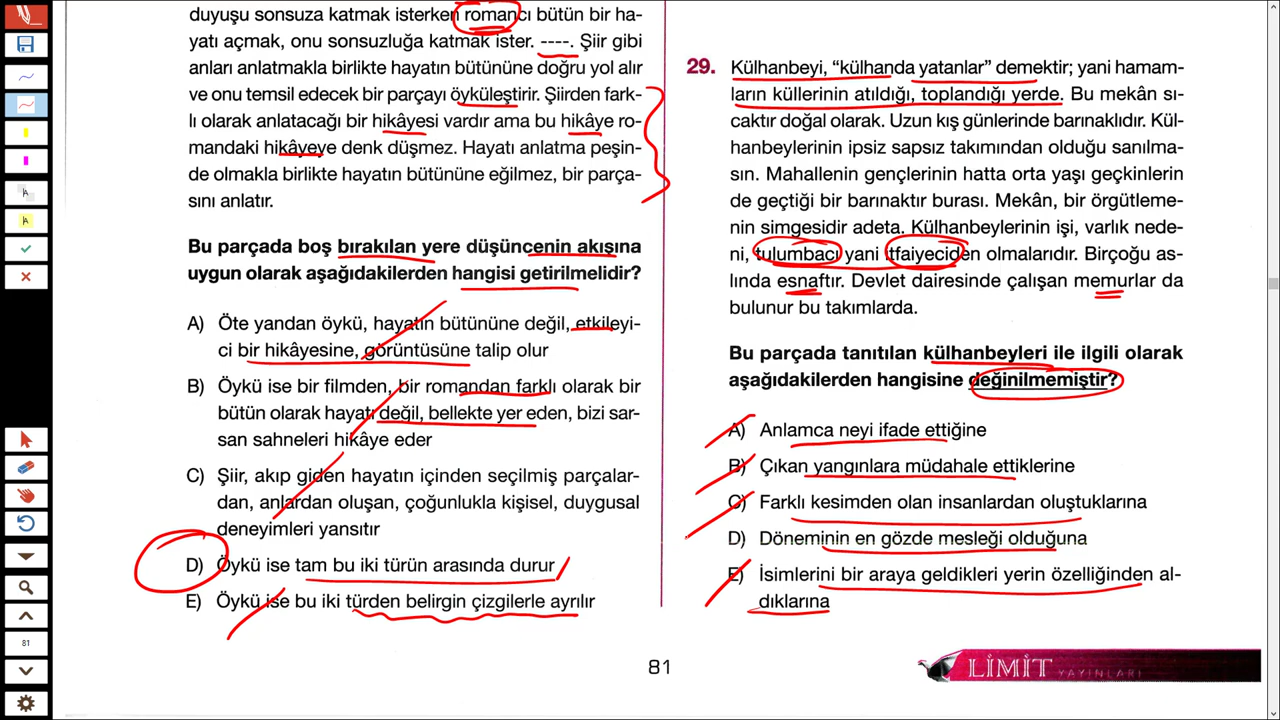 duyuşu sonsuza katmak isterken romancı bütün bir ha-
yatı açmak, onu sonsuzluğa katmak ister. ----. Şiir gibi
anları anlatmakla birlikte hayatın bütününe doğru yol alır
ve onu temsil edecek bir parçayı öyküleştirir. Şiirden fark-
lı olarak anlatacağı bir hikâyesi vardır ama bu hikâye ro-
mandaki hikâyeye denk düşmez. Hayatı anlatma peşin-
de olmakla birlikte hayatın bütününe eğilmez, bir parça-
sını anlatır.
Bu parçada boş bırakılan yere düşüncenin akışına
uygun olarak aşağıdakilerden hangisi getirilmelidir?
A) Öte yandan öykü, hayatın bütününe değil, etkileyi-
ci bir hikâyesine, görüntüsüne talip olur
B) Öykü ise bir filmden, bir romandan farklı olarak bir
bütün olarak hayatı değil, bellekte yer eden, bizi sar-
san sahneleri hikâye eder
C) Şiir, akıp giden hayatın içinden seçilmiş parçalar-
dan, anlardan oluşan, çoğunlukla kişisel, duygusal
deneyimleri yansıtır
D) Öykü ise tam bu iki türün arasında durur
E) Öykü ise bu iki türden belirgin çizgilerle ayrılır
29. Külhanbeyi, “külhanda yatanlar” demektir; yani hamam-
ların küllerinin atıldığı, toplandığı yerde. Bu mekân sı-
caktır doğal olarak. Uzun kış günlerinde barınaklıdır. Kül-
hanbeylerinin ipsiz sapsız takımından olduğu sanılma-
sın. Mahallenin gençlerinin hatta orta yaşı geçkinlerin
de geçtiği bir barınaktır burası. Mekân, bir örgütleme-
nin simgesidir adeta. Külhanbeylerinin işi, varlık nede-
ni, tulumbacı yani itfaiyeciden olmalarıdır. Birçoğu as-
lında esnaftır. Devlet dairesinde çalışan memurlar da
bulunur bu takımlarda.
Bu parçada tanıtılan külhanbeyleri ile ilgili olarak
aşağıdakilerden hangisine değinilmemiştir?
A) Anlamca neyi ifade ettiğine
B) Çıkan yangınlara müdahale ettiklerine
C) Farklı kesimden olan insanlardan oluştuklarına
D) Döneminin en gözde mesleği olduğuna
E) İsimlerini bir araya geldikleri yerin özelliğinden al-
dıklarına
81
81
LİMİT
YAYINLARI